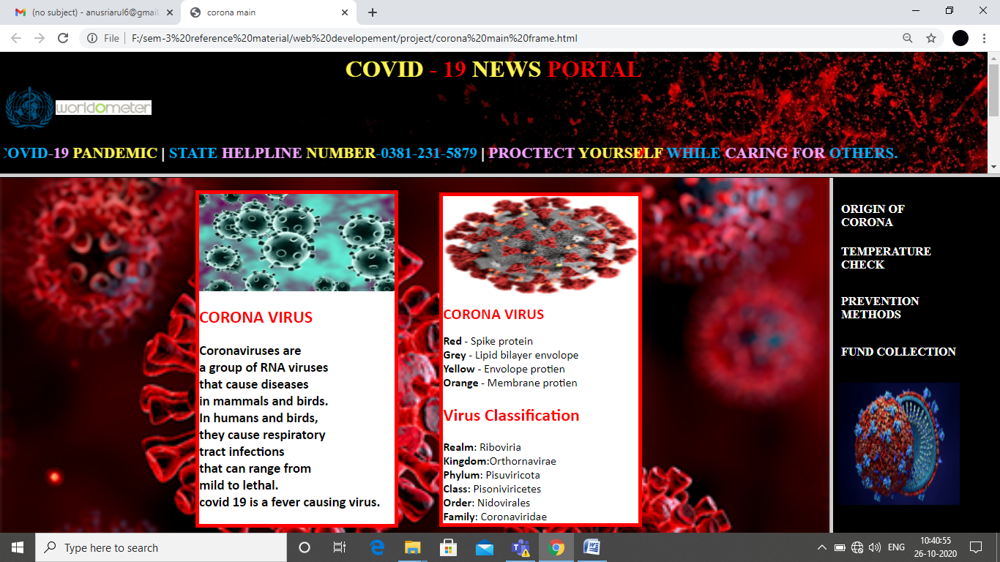 (no subject) - anusriarul6@gmail
corona main
File
F:/sem-3%20reference%20material/web%20developement/project/corona%20main%20frame.html
COVID - 19 NEWS PORTAL
worldometer
COVID-19 PANDEMIC | STATE HELPLINE NUMBER-0381-231-5879 | PROCTECT YOURSELF WHILE CARING FOR OTHERS.
CORONA VIRUS
Coronaviruses are
a group of RNA viruses
that cause diseases
in mammals and birds.
In humans and birds,
they cause respiratory
tract infections
that can range from
mild to lethal.
covid 19 is a fever causing virus.
CORONA VIRUS
Red - Spike protein
Grey - Lipid bilayer envolope
Yellow - Envolope protien
Orange - Membrane protien
Virus Classification
Realm: Riboviria
Kingdom:Orthornavirae
Phylum: Pisuviricota
Class: Pisoniviricetes
Order: Nidovirales
Family: Coronaviridae
ORIGIN OF
CORONA
TEMPERATURE
CHECK
PREVENTION
METHODS
FUND COLLECTION
Type here to search
ENG
10:40:55
26-10-2020